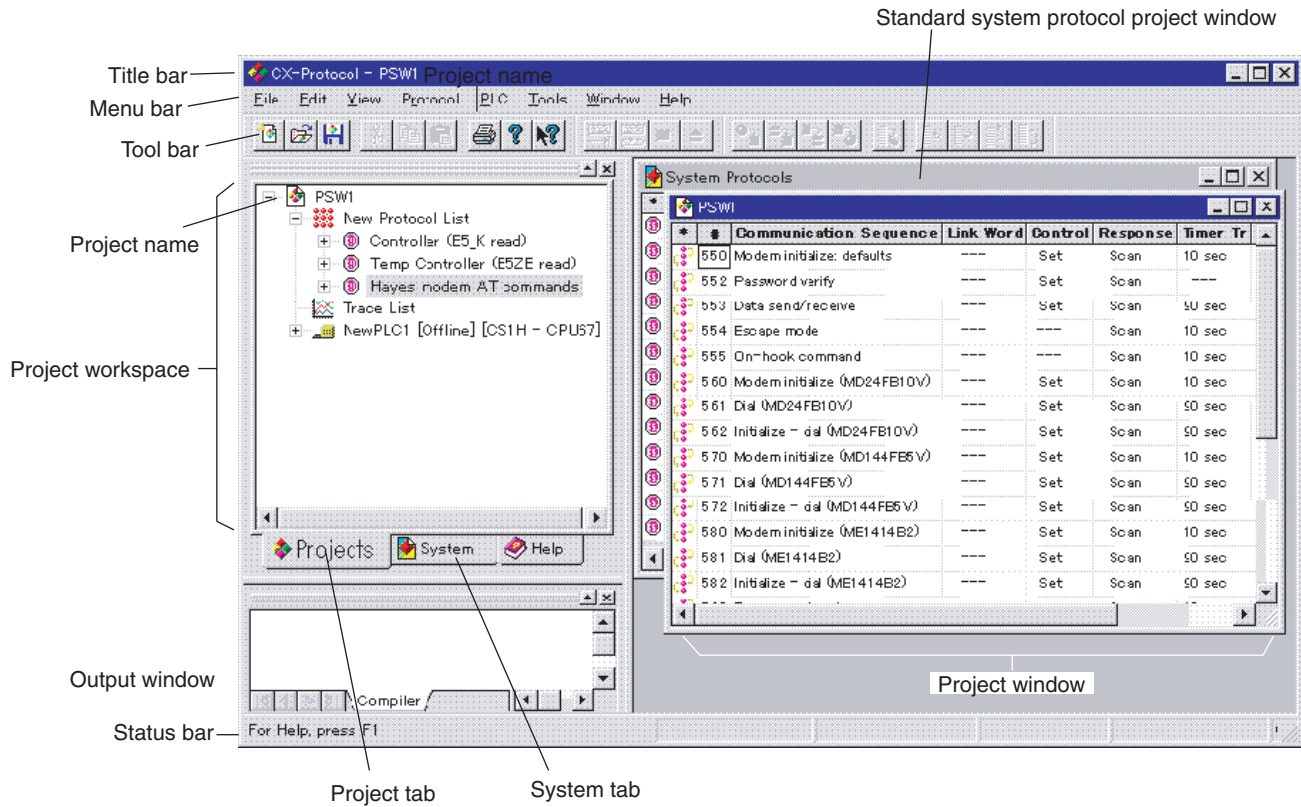 Standard system protocol project window
Title bar
CX-Protocol - PSW1 Project name
Menu bar
File Edit View Protocol PLC Tools Window Help
Tool bar
System Protocols
PSW1
Project name
PSW1
New Protocol List
Controller (E5_K read)
Temp Controller (E5ZE read)
Hayes modem AT commands
Trace List
NewPLC1 [Offline] [CS1H - CPU67]
Project workspace
* # Communication Sequence Link Word Control Response Timer Tr
550 Modem initialize: defaults --- Set Scan 10 sec
552 Password verify --- Set Scan ---
553 Data send/receive --- Set Scan 90 sec
554 Escape mode --- --- Scan 10 sec
555 On-hook command --- --- Scan 10 sec
560 Modem initialize (MD24FB10V) --- Set Scan 10 sec
561 Dial (MD24FB10V) --- Set Scan 90 sec
562 Initialize - dial (MD24FB10V) --- Set Scan 90 sec
570 Modem initialize (MD144FB5V) --- Set Scan 10 sec
571 Dial (MD144FB5V) --- Set Scan 90 sec
572 Initialize - dial (MD144FB5V) --- Set Scan 90 sec
580 Modem initialize (ME1414B2) --- Set Scan 10 sec
581 Dial (ME1414B2) --- Set Scan 90 sec
582 Initialize - dial (ME1414B2) --- Set Scan 90 sec
Projects System Help
Output window
Compiler
Project window
Status bar
For Help, press F1
Project tab
System tab